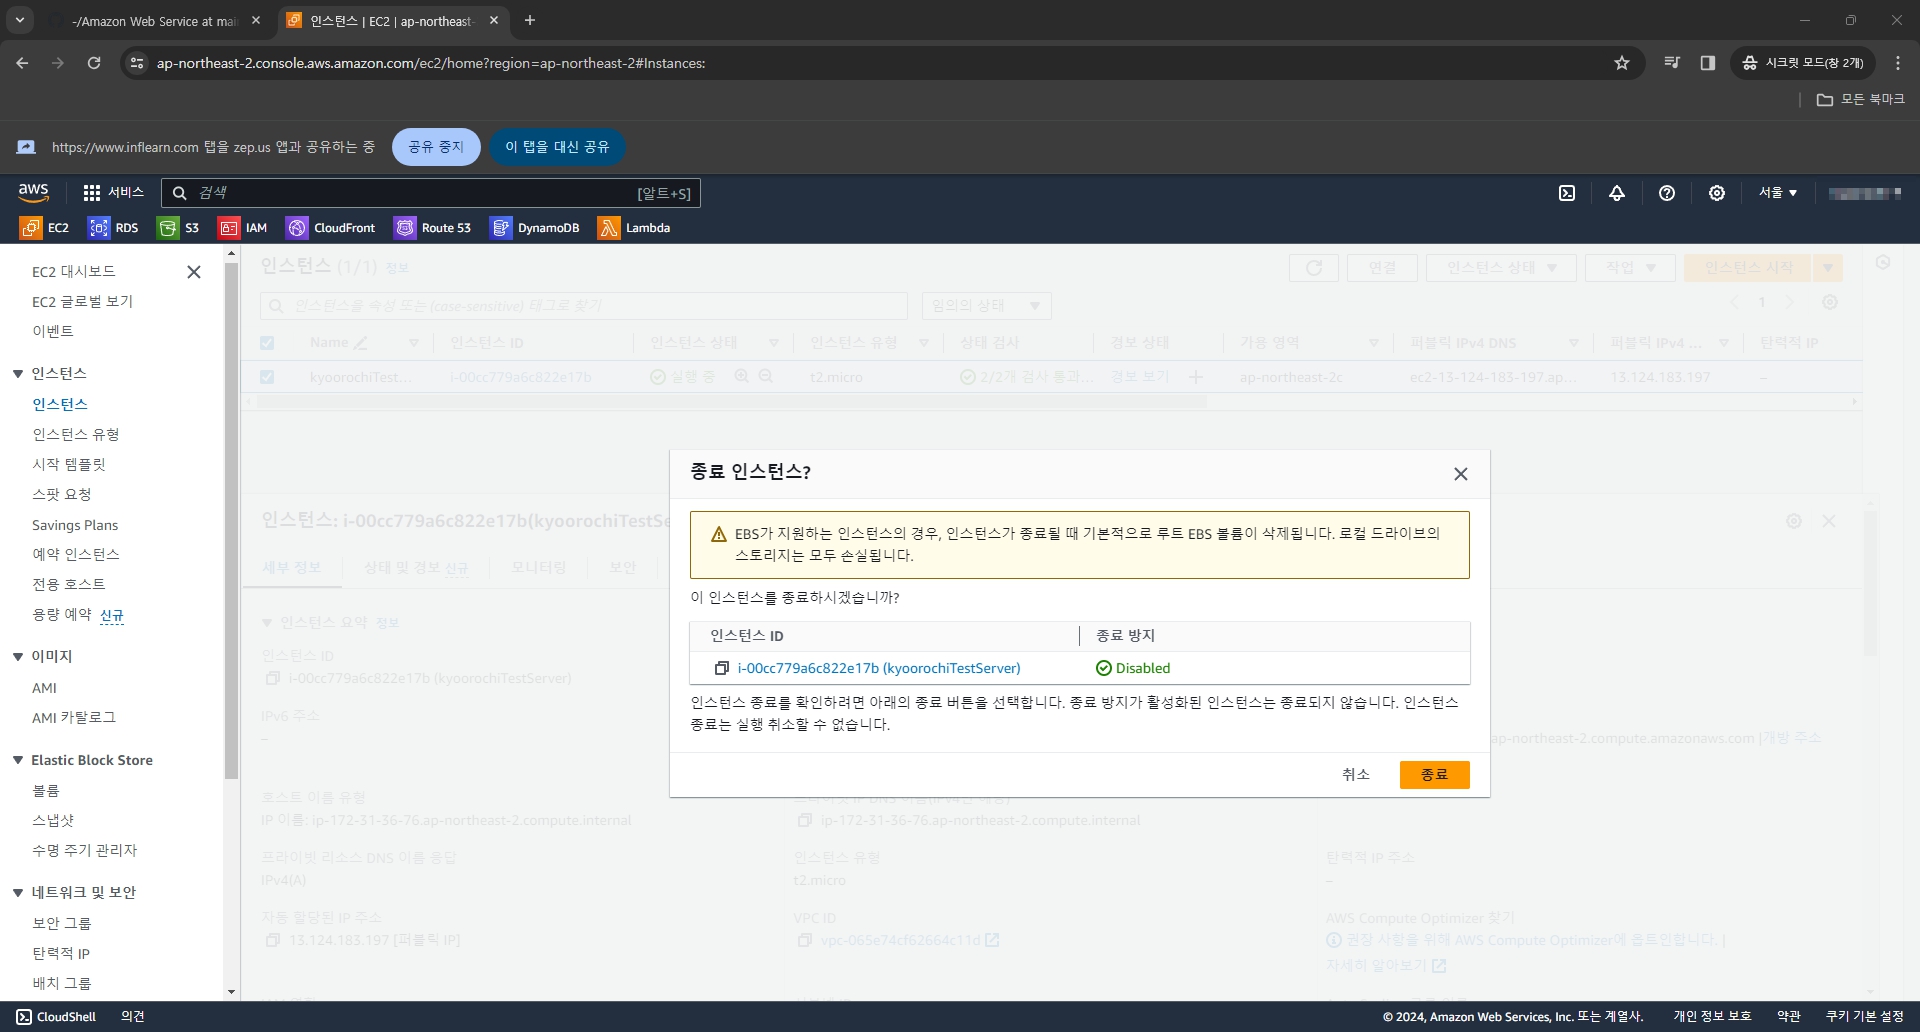 -/Amazon Web Service at mai
인스턴스 | EC2 | ap-northeast-
ap-northeast-2.console.aws.amazon.com/ec2/home?region=ap-northeast-2#Instances:
시크릿 모드(창 2개)
모든 북마크
https://www.inflearn.com 탭을 zep.us 앱과 공유하는 중
공유 중지
이 탭을 대신 공유
aws
서비스
검색
[알트+S]
서울
EC2 RDS S3 IAM CloudFront Route 53 DynamoDB Lambda
EC2 대시보드
EC2 글로벌 보기
이벤트
인스턴스
인스턴스
인스턴스 유형
시작 템플릿
스팟 요청
Savings Plans
예약 인스턴스
전용 호스트
용량 예약 신규
이미지
AMI
AMI 카탈로그
Elastic Block Store
볼륨
스냅샷
수명 주기 관리자
네트워크 및 보안
보안 그룹
탄력적 IP
배치 그룹
인스턴스 (1/1) 정보
연결
인스턴스 상태
작업
인스턴스 시작
인스턴스를 속성 또는 (case-sensitive) 태그로 찾기
임의의 상태
1
Name 인스턴스 ID 인스턴스 상태 인스턴스 유형 상태 검사 경보 상태 가용 영역 퍼블릭 IPv4 DNS 퍼블릭 IPv4 ... 탄력적 IP
kyoorochiTest... i-00cc779a6c822e17b 실행 중 t2.micro 2/2개 검사 통과... 경보 보기 ap-northeast-2c ec2-13-124-183-197.ap... 13.124.183.197 –
인스턴스: i-00cc779a6c822e17b(kyoorochiTestSe
세부 정보 상태 및 경보 신규 모니터링 보안
인스턴스 요약 정보
인스턴스 ID
i-00cc779a6c822e17b (kyoorochiTestServer)
IPv6 주소
–
ap-northeast-2.compute.amazonaws.com |개방 주소
호스트 이름 유형
IP 이름: ip-172-31-36-76.ap-northeast-2.compute.internal
ip-172-31-36-76.ap-northeast-2.compute.internal
프라이빗 리소스 DNS 이름 응답
IPv4(A)
인스턴스 유형
t2.micro
탄력적 IP 주소
–
자동 할당된 IP 주소
13.124.183.197 [퍼블릭 IP]
VPC ID
vpc-065e74cf62664c11d
AWS Compute Optimizer 찾기
권장 사항을 위해 AWS Compute Optimizer에 옵트인합니다. |
자세히 알아보기
종료 인스턴스?
EBS가 지원하는 인스턴스의 경우, 인스턴스가 종료될 때 기본적으로 루트 EBS 볼륨이 삭제됩니다. 로컬 드라이브의
스토리지는 모두 손실됩니다.
이 인스턴스를 종료하시겠습니까?
인스턴스 ID
종료 방지
i-00cc779a6c822e17b (kyoorochiTestServer)
Disabled
인스턴스 종료를 확인하려면 아래의 종료 버튼을 선택합니다. 종료 방지가 활성화된 인스턴스는 종료되지 않습니다. 인스턴스
종료는 실행 취소할 수 없습니다.
취소
종료
CloudShell
의견
© 2024, Amazon Web Services, Inc. 또는 계열사.
개인 정보 보호
약관
쿠키 기본 설정